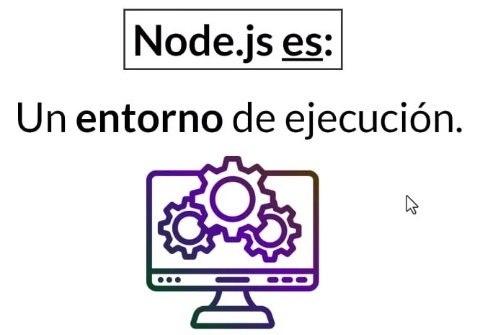 Node.js es:
Un entorno de ejecución.